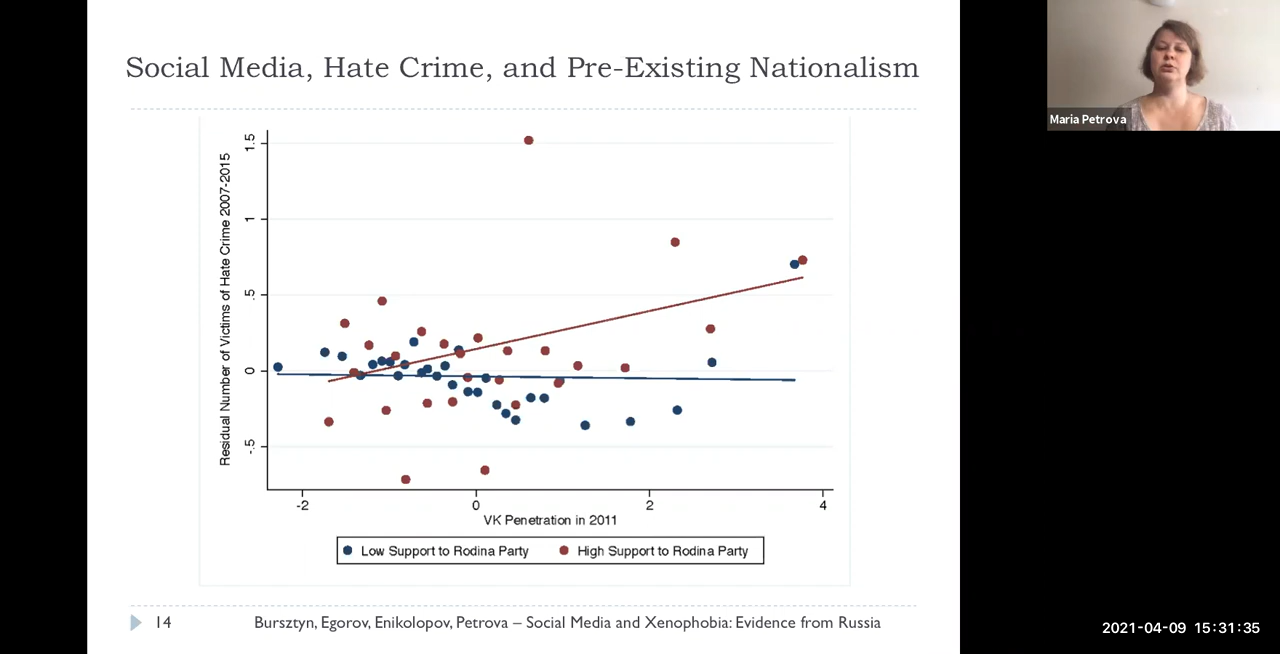 Social Media, Hate Crime, and Pre-Existing Nationalism
Maria Petrova
Residual Number of Victims of Hate Crime 2007-2015
1.5
1
.5
0
-.5
-2
0
2
4
VK Penetration in 2011
Low Support to Rodina Party
High Support to Rodina Party
14
Bursztyn, Egorov, Enikolopov, Petrova – Social Media and Xenophobia: Evidence from Russia
2021-04-09 15:31:35